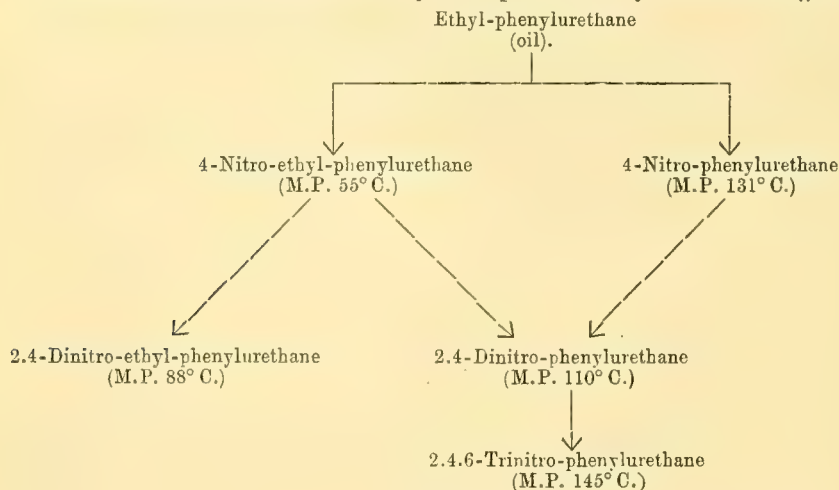 Ethyl-phenylurethane
(oil).
4-Nitro-ethyl-phenylurethane
(M.P. 55° C.)
4-Nitro-phenylurethane
(M.P. 131° C.)
2.4-Dinitro-ethyl-phenylurethane
(M.P. 88° C.)
2.4-Dinitro-phenylurethane
(M.P. 110° C.)
2.4.6-Trinitro-phenylurethane
(M.P. 145° C.)